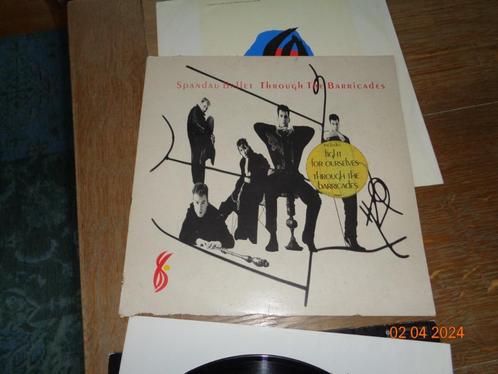 Spandau Ballet Through The Barricades
includes
fight
for ourselves
through the
barricades
02 04 2024